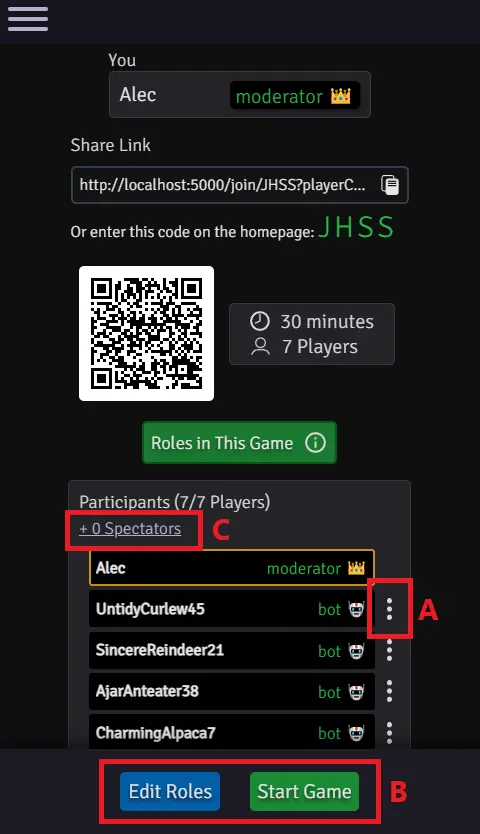 You
Alec moderator
Share Link
http://localhost:5000/join/JHSS?playerC...
Or enter this code on the homepage: JHSS
30 minutes
7 Players
Roles in This Game
Participants (7/7 Players)
+ 0 Spectators C
Alec moderator
UntidyCurlew45 bot A
SincereReindeer21 bot
AjarAnteater38 bot
CharmingAlpaca7 bot
Edit Roles Start Game B